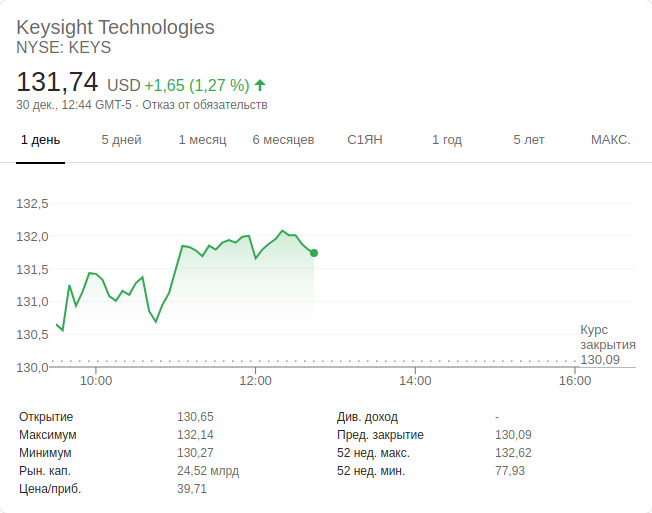 Keysight Technologies
NYSE: KEYS
131,74 USD +1,65 (1,27 %)
30 дек., 12:44 GMT-5 · Отказ от обязательств
1 день 5 дней 1 месяц 6 месяцев С1ЯН 1 год 5 лет МАКС.
132,5
132,0
131,5
131,0
130,5
130,0
Курс
закрытия
130,09
10:00 12:00 14:00 16:00
Открытие 130,65 Див. доход -
Максимум 132,14 Пред. закрытие 130,09
Минимум 130,27 52 нед. макс. 132,62
Рын. кап. 24,52 млрд 52 нед. мин. 77,93
Цена/приб. 39,71